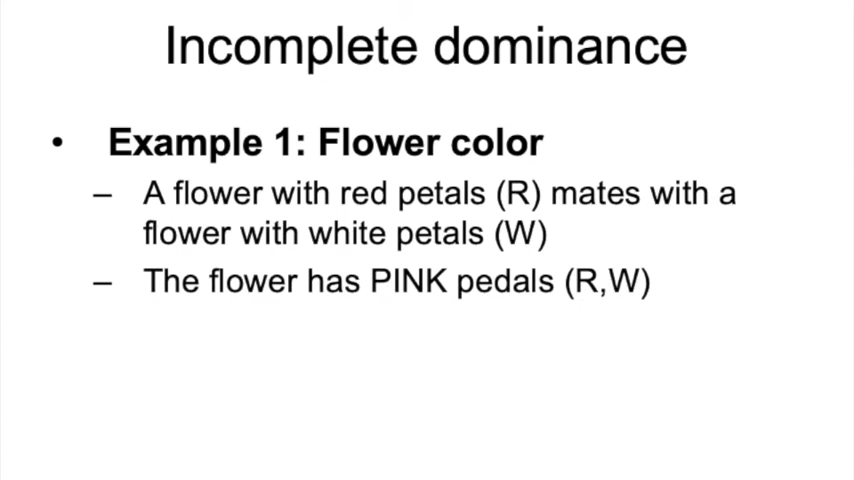 Incomplete dominance
• Example 1: Flower color
– A flower with red petals (R) mates with a
flower with white petals (W)
– The flower has PINK pedals (R,W)